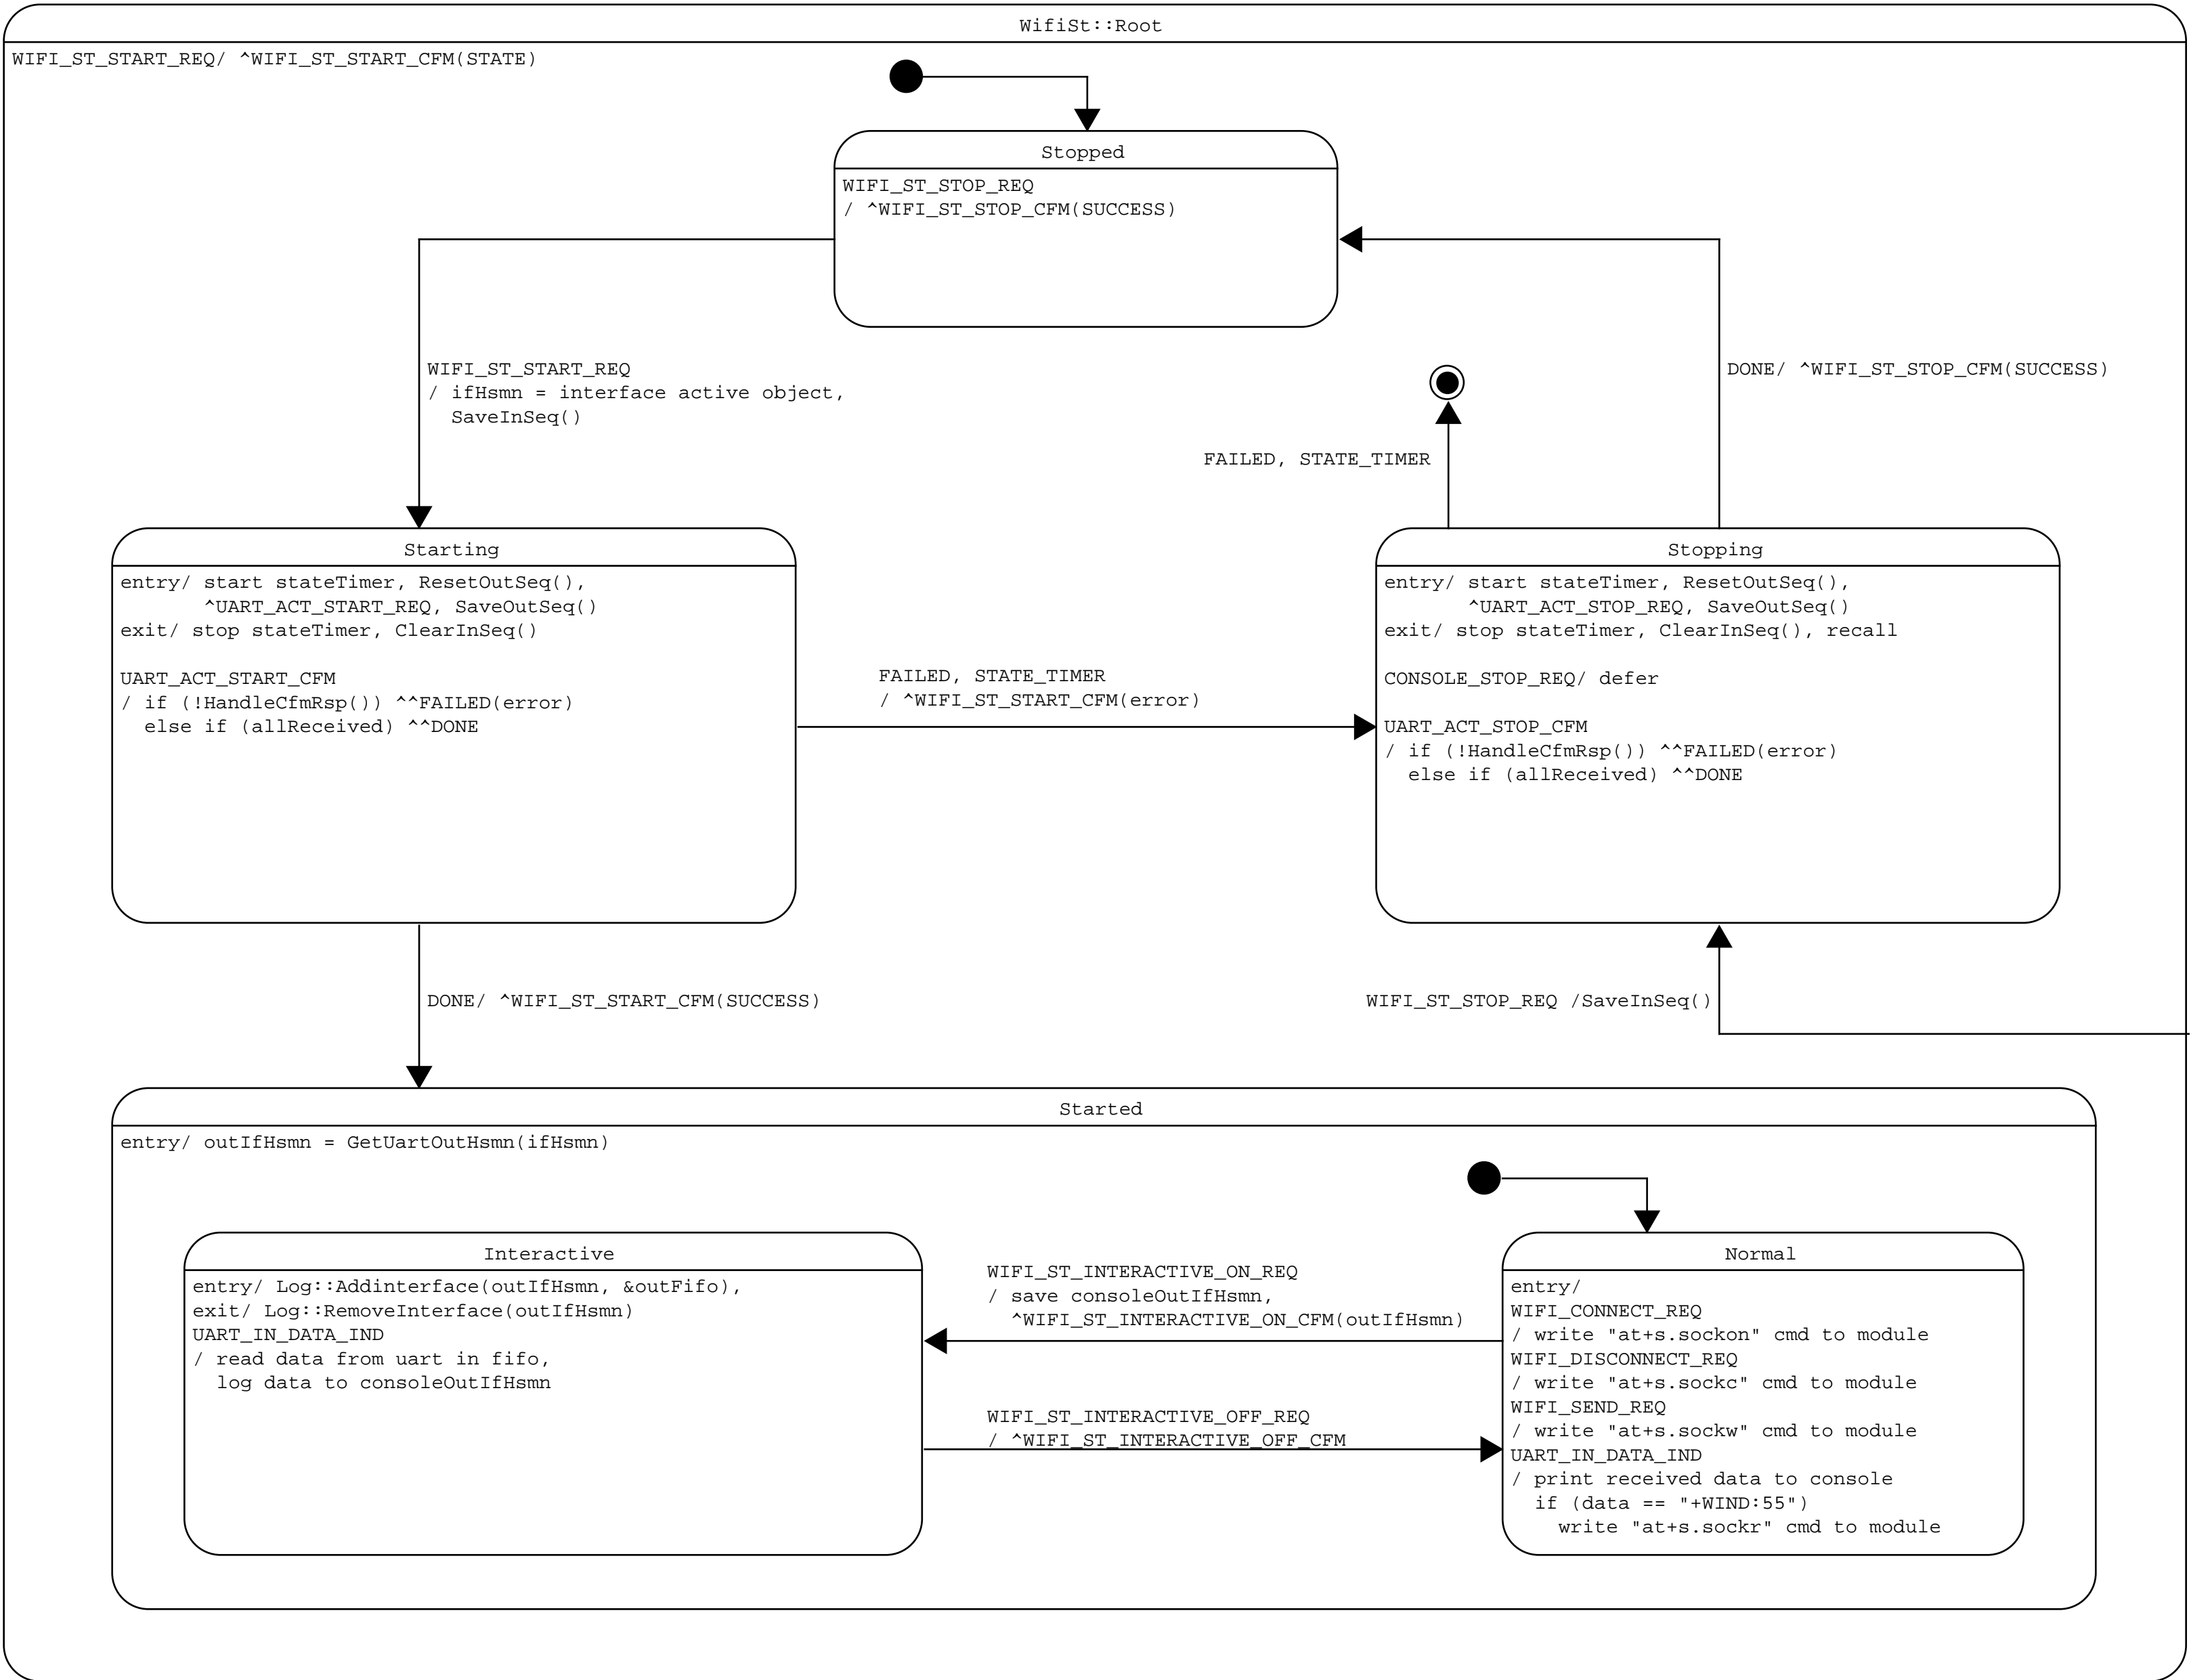 WifiSt::Root
WIFI_ST_START_REQ/ ^WIFI_ST_START_CFM(STATE)
Stopped
WIFI_ST_STOP_REQ
/ ^WIFI_ST_STOP_CFM(SUCCESS)
WIFI_ST_START_REQ
/ ifHsmn = interface active object,
SaveInSeq()
DONE/ ^WIFI_ST_STOP_CFM(SUCCESS)
FAILED, STATE_TIMER
Starting
entry/ start stateTimer, ResetOutSeq(),
^UART_ACT_START_REQ, SaveOutSeq()
exit/ stop stateTimer, ClearInSeq()
UART_ACT_START_CFM
/ if (!HandleCfmRsp()) ^^FAILED(error)
else if (allReceived) ^^DONE
FAILED, STATE_TIMER
/ ^WIFI_ST_START_CFM(error)
Stopping
entry/ start stateTimer, ResetOutSeq(),
^UART_ACT_STOP_REQ, SaveOutSeq()
exit/ stop stateTimer, ClearInSeq(), recall
CONSOLE_STOP_REQ/ defer
UART_ACT_STOP_CFM
/ if (!HandleCfmRsp()) ^^FAILED(error)
else if (allReceived) ^^DONE
DONE/ ^WIFI_ST_START_CFM(SUCCESS)
WIFI_ST_STOP_REQ /SaveInSeq()
Started
entry/ outIfHsmn = GetUartOutHsmn(ifHsmn)
Interactive
entry/ Log::Addinterface(outIfHsmn, &outFifo),
exit/ Log::RemoveInterface(outIfHsmn)
UART_IN_DATA_IND
/ read data from uart in fifo,
log data to consoleOutIfHsmn
WIFI_ST_INTERACTIVE_ON_REQ
/ save consoleOutIfHsmn,
^WIFI_ST_INTERACTIVE_ON_CFM(outIfHsmn)
WIFI_ST_INTERACTIVE_OFF_REQ
/ ^WIFI_ST_INTERACTIVE_OFF_CFM
Normal
entry/
WIFI_CONNECT_REQ
/ write "at+s.sockon" cmd to module
WIFI_DISCONNECT_REQ
/ write "at+s.sockc" cmd to module
WIFI_SEND_REQ
/ write "at+s.sockw" cmd to module
UART_IN_DATA_IND
/ print received data to console
if (data == "+WIND:55")
write "at+s.sockr" cmd to module